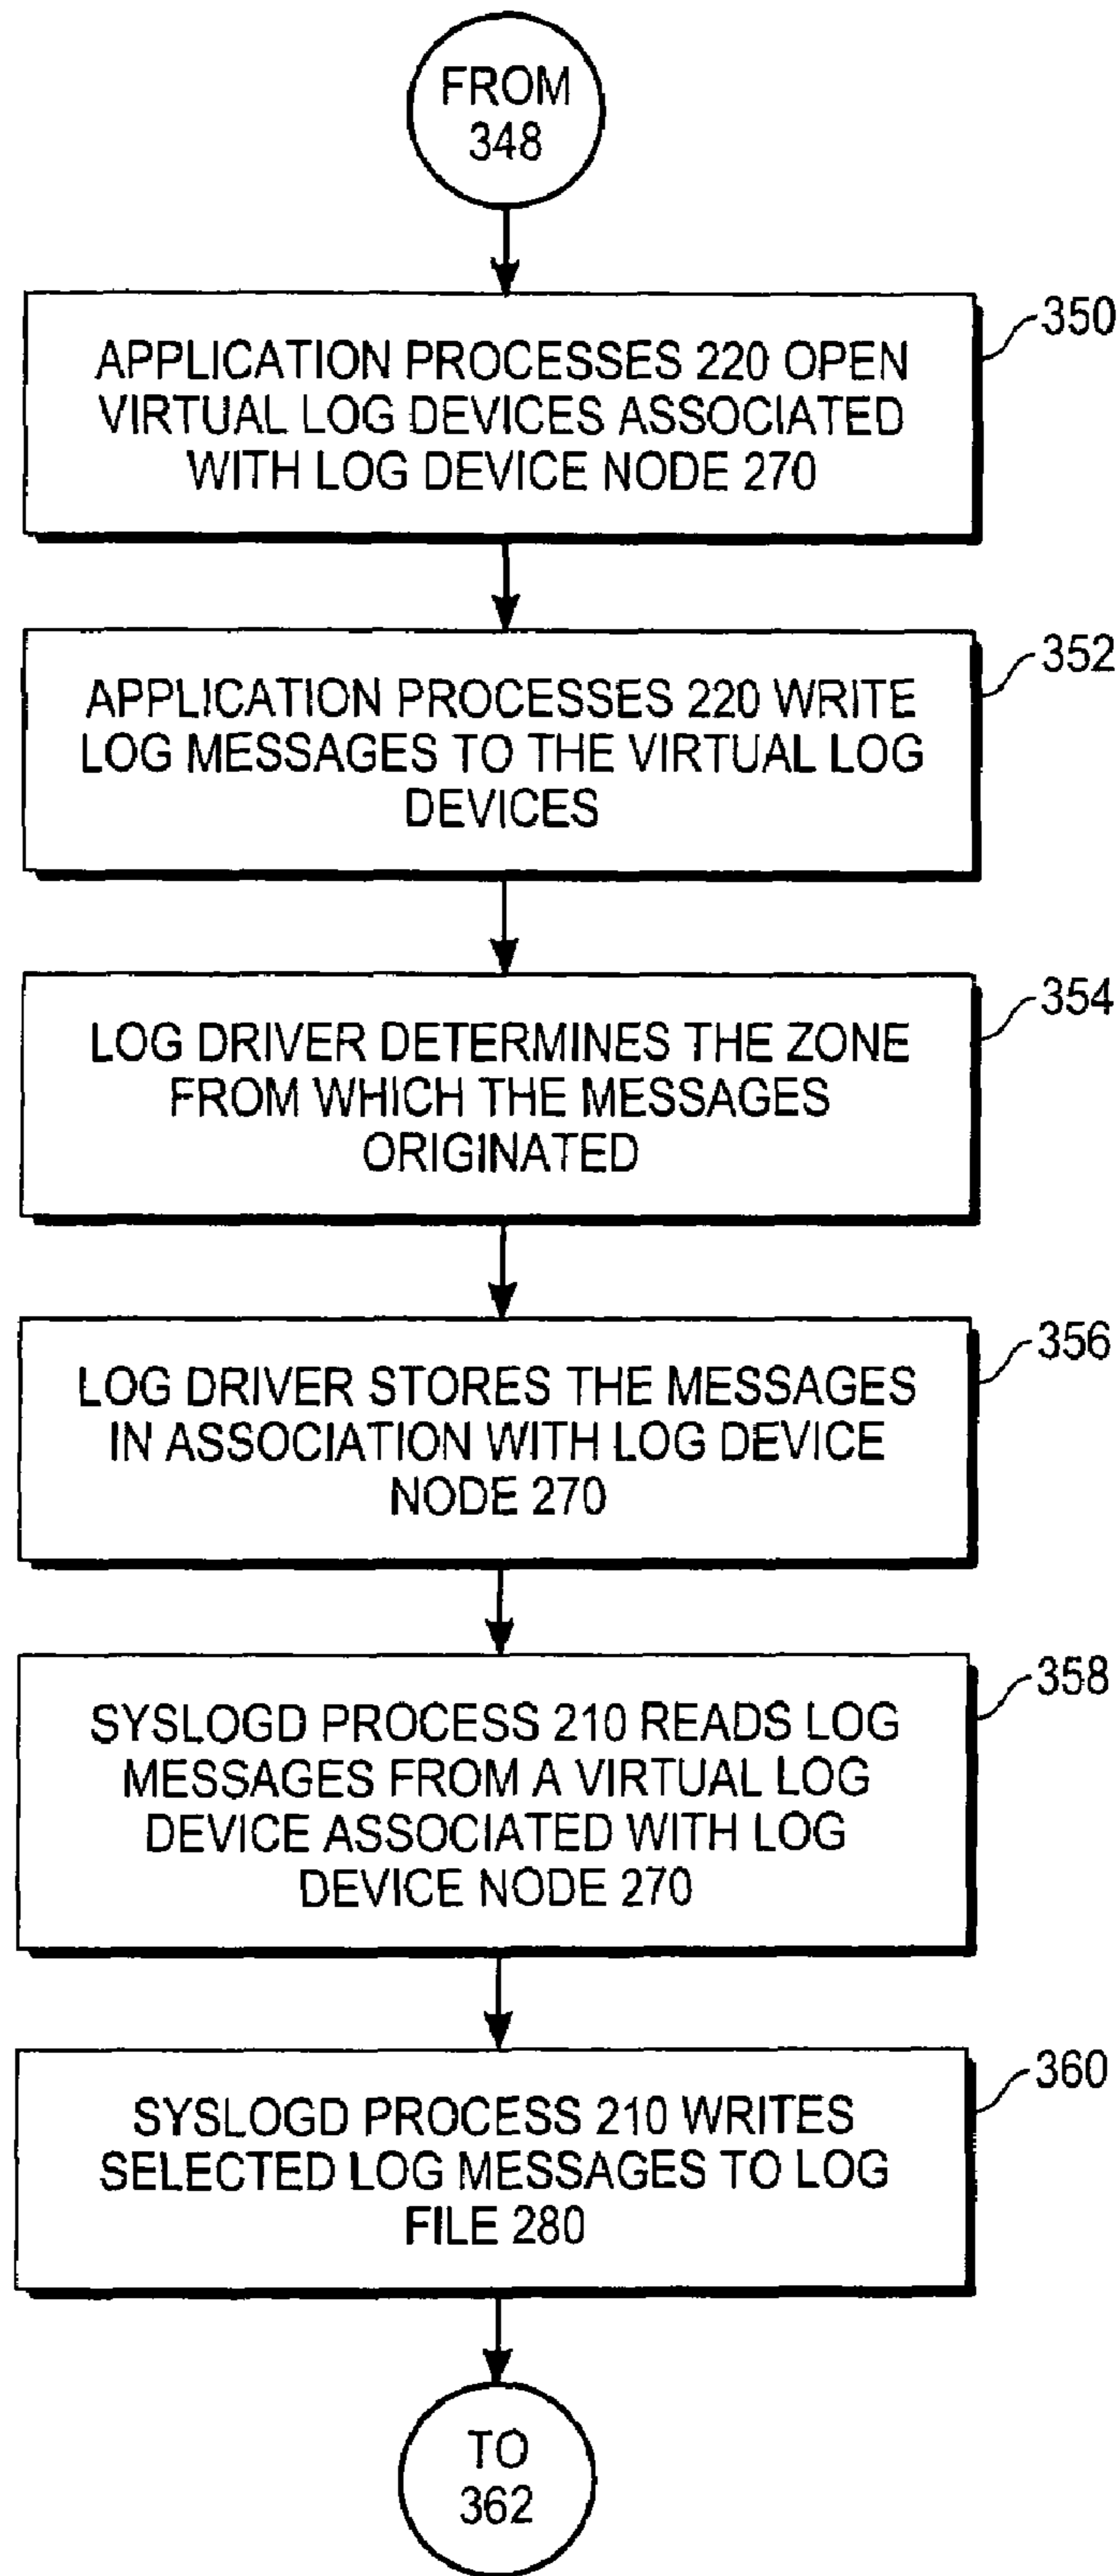 FROM
348
350
APPLICATION PROCESSES 220 OPEN
VIRTUAL LOG DEVICES ASSOCIATED
WITH LOG DEVICE NODE 270
352
APPLICATION PROCESSES 220 WRITE
LOG MESSAGES TO THE VIRTUAL LOG
DEVICES
354
LOG DRIVER DETERMINES THE ZONE
FROM WHICH THE MESSAGES
ORIGINATED
356
LOG DRIVER STORES THE MESSAGES
IN ASSOCIATION WITH LOG DEVICE
NODE 270
358
SYSLOGD PROCESS 210 READS LOG
MESSAGES FROM A VIRTUAL LOG
DEVICE ASSOCIATED WITH LOG
DEVICE NODE 270
360
SYSLOGD PROCESS 210 WRITES
SELECTED LOG MESSAGES TO LOG
FILE 280
TO
362